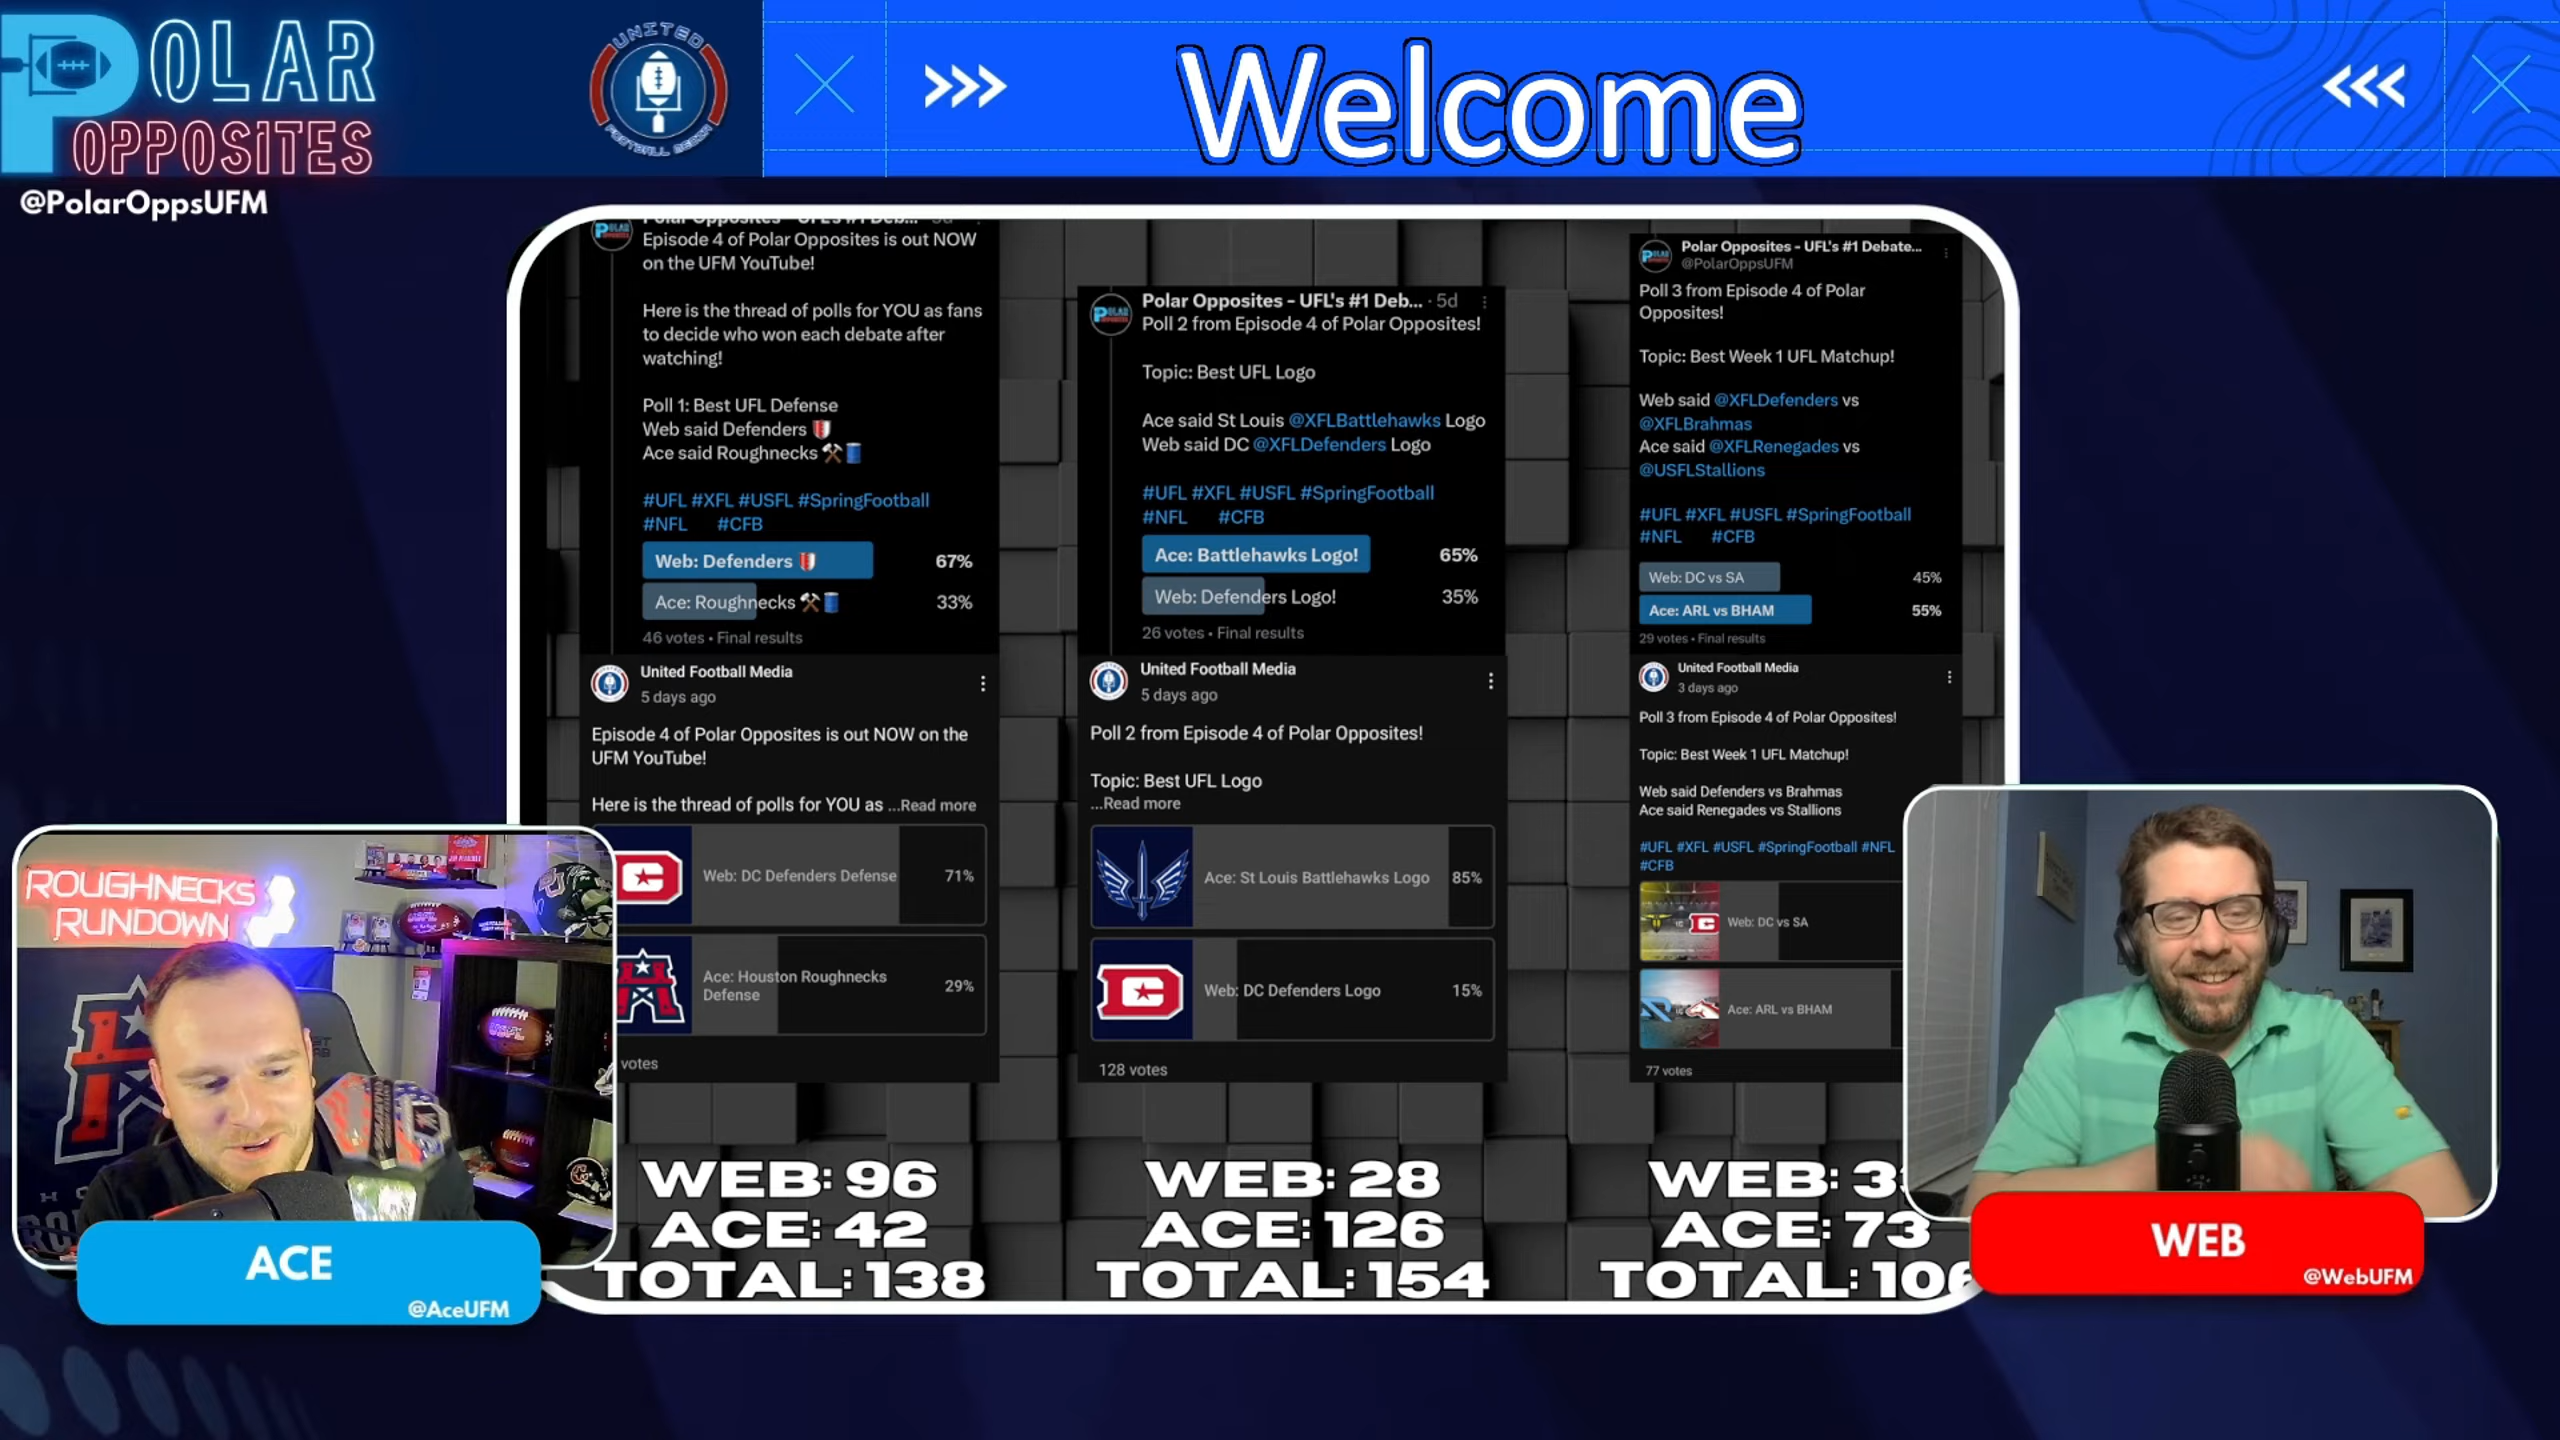 POLAR
OPPOSITES
@PolarOppsUFM
UNITED
FOOTBALL MEDIA
Welcome
Polar Opposites - UFL's #1 Deb...
Episode 4 of Polar Opposites is out NOW
on the UFM YouTube!
Here is the thread of polls for YOU as fans
to decide who won each debate after
watching!
Poll 1: Best UFL Defense
Web said Defenders
Ace said Roughnecks
#UFL #XFL #USFL #SpringFootball
#NFL #CFB
Web: Defenders 67%
Ace: Roughnecks 33%
46 votes • Final results
United Football Media
5 days ago
Episode 4 of Polar Opposites is out NOW on the
UFM YouTube!
Here is the thread of polls for YOU as ...Read more
Web: DC Defenders Defense 71%
Ace: Houston Roughnecks
Defense 29%
votes
WEB: 96
ACE: 42
TOTAL: 138
Polar Opposites - UFL's #1 Deb... · 5d
Poll 2 from Episode 4 of Polar Opposites!
Topic: Best UFL Logo
Ace said St Louis @XFLBattlehawks Logo
Web said DC @XFLDefenders Logo
#UFL #XFL #USFL #SpringFootball
#NFL #CFB
Ace: Battlehawks Logo! 65%
Web: Defenders Logo! 35%
26 votes • Final results
United Football Media
5 days ago
Poll 2 from Episode 4 of Polar Opposites!
Topic: Best UFL Logo
...Read more
Ace: St Louis Battlehawks Logo 85%
Web: DC Defenders Logo 15%
128 votes
WEB: 28
ACE: 126
TOTAL: 154
Polar Opposites - UFL's #1 Debate...
@PolarOppsUFM
Poll 3 from Episode 4 of Polar
Opposites!
Topic: Best Week 1 UFL Matchup!
Web said @XFLDefenders vs
@XFLBrahmas
Ace said @XFLRenegades vs
@USFLStallions
#UFL #XFL #USFL #SpringFootball
#NFL #CFB
Web: DC vs SA 45%
Ace: ARL vs BHAM 55%
29 votes • Final results
United Football Media
3 days ago
Poll 3 from Episode 4 of Polar Opposites!
Topic: Best Week 1 UFL Matchup!
Web said Defenders vs Brahmas
Ace said Renegades vs Stallions
#UFL #XFL #USFL #SpringFootball #NFL
#CFB
Web: DC vs SA
Ace: ARL vs BHAM
77 votes
WEB: 33
ACE: 73
TOTAL: 106
ROUGHNECKS
RUNDOWN
USFL
ACE
@AceUFM
WEB
@WebUFM